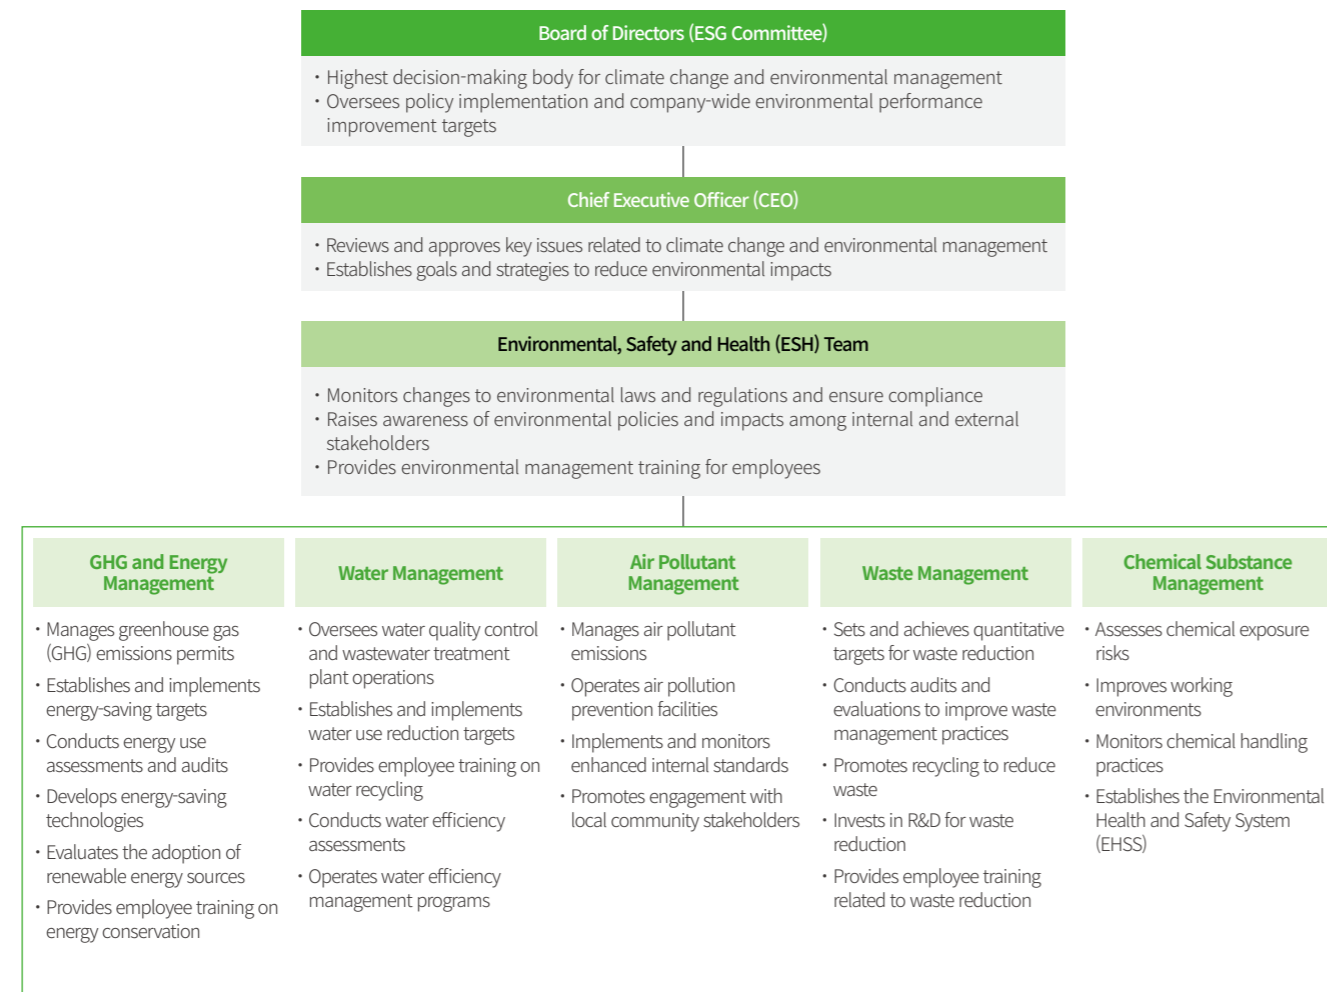 Board of Directors (ESG Committee)
・Highest decision-making body for climate change and environmental management
・Oversees policy implementation and company-wide environmental performance
improvement targets
Chief Executive Officer (CEO)
・Reviews and approves key issues related to climate change and environmental management
・Establishes goals and strategies to reduce environmental impacts
Environmental, Safety and Health (ESH) Team
・Monitors changes to environmental laws and regulations and ensure compliance
・Raises awareness of environmental policies and impacts among internal and external
stakeholders
・Provides environmental management training for employees
GHG and Energy
Management
・Manages greenhouse gas
(GHG) emissions permits
・Establishes and implements
energy-saving targets
・Conducts energy use
assessments and audits
・Develops energy-saving
technologies
・Evaluates the adoption of
renewable energy sources
・Provides employee training on
energy conservation
Water Management
・Oversees water quality control
and wastewater treatment
plant operations
・Establishes and implements
water use reduction targets
・Provides employee training on
water recycling
・Conducts water efficiency
assessments
・Operates water efficiency
management programs
Air Pollutant
Management
・Manages air pollutant
emissions
・Operates air pollution
prevention facilities
・Implements and monitors
enhanced internal standards
・Promotes engagement with
local community stakeholders
Waste Management
・Sets and achieves quantitative
targets for waste reduction
・Conducts audits and
evaluations to improve waste
management practices
・Promotes recycling to reduce
waste
・Invests in R&D for waste
reduction
・Provides employee training
related to waste reduction
Chemical Substance
Management
・Assesses chemical exposure
risks
・Improves working
environments
・Monitors chemical handling
practices
・Establishes the Environmental
Health and Safety System
(EHSS)